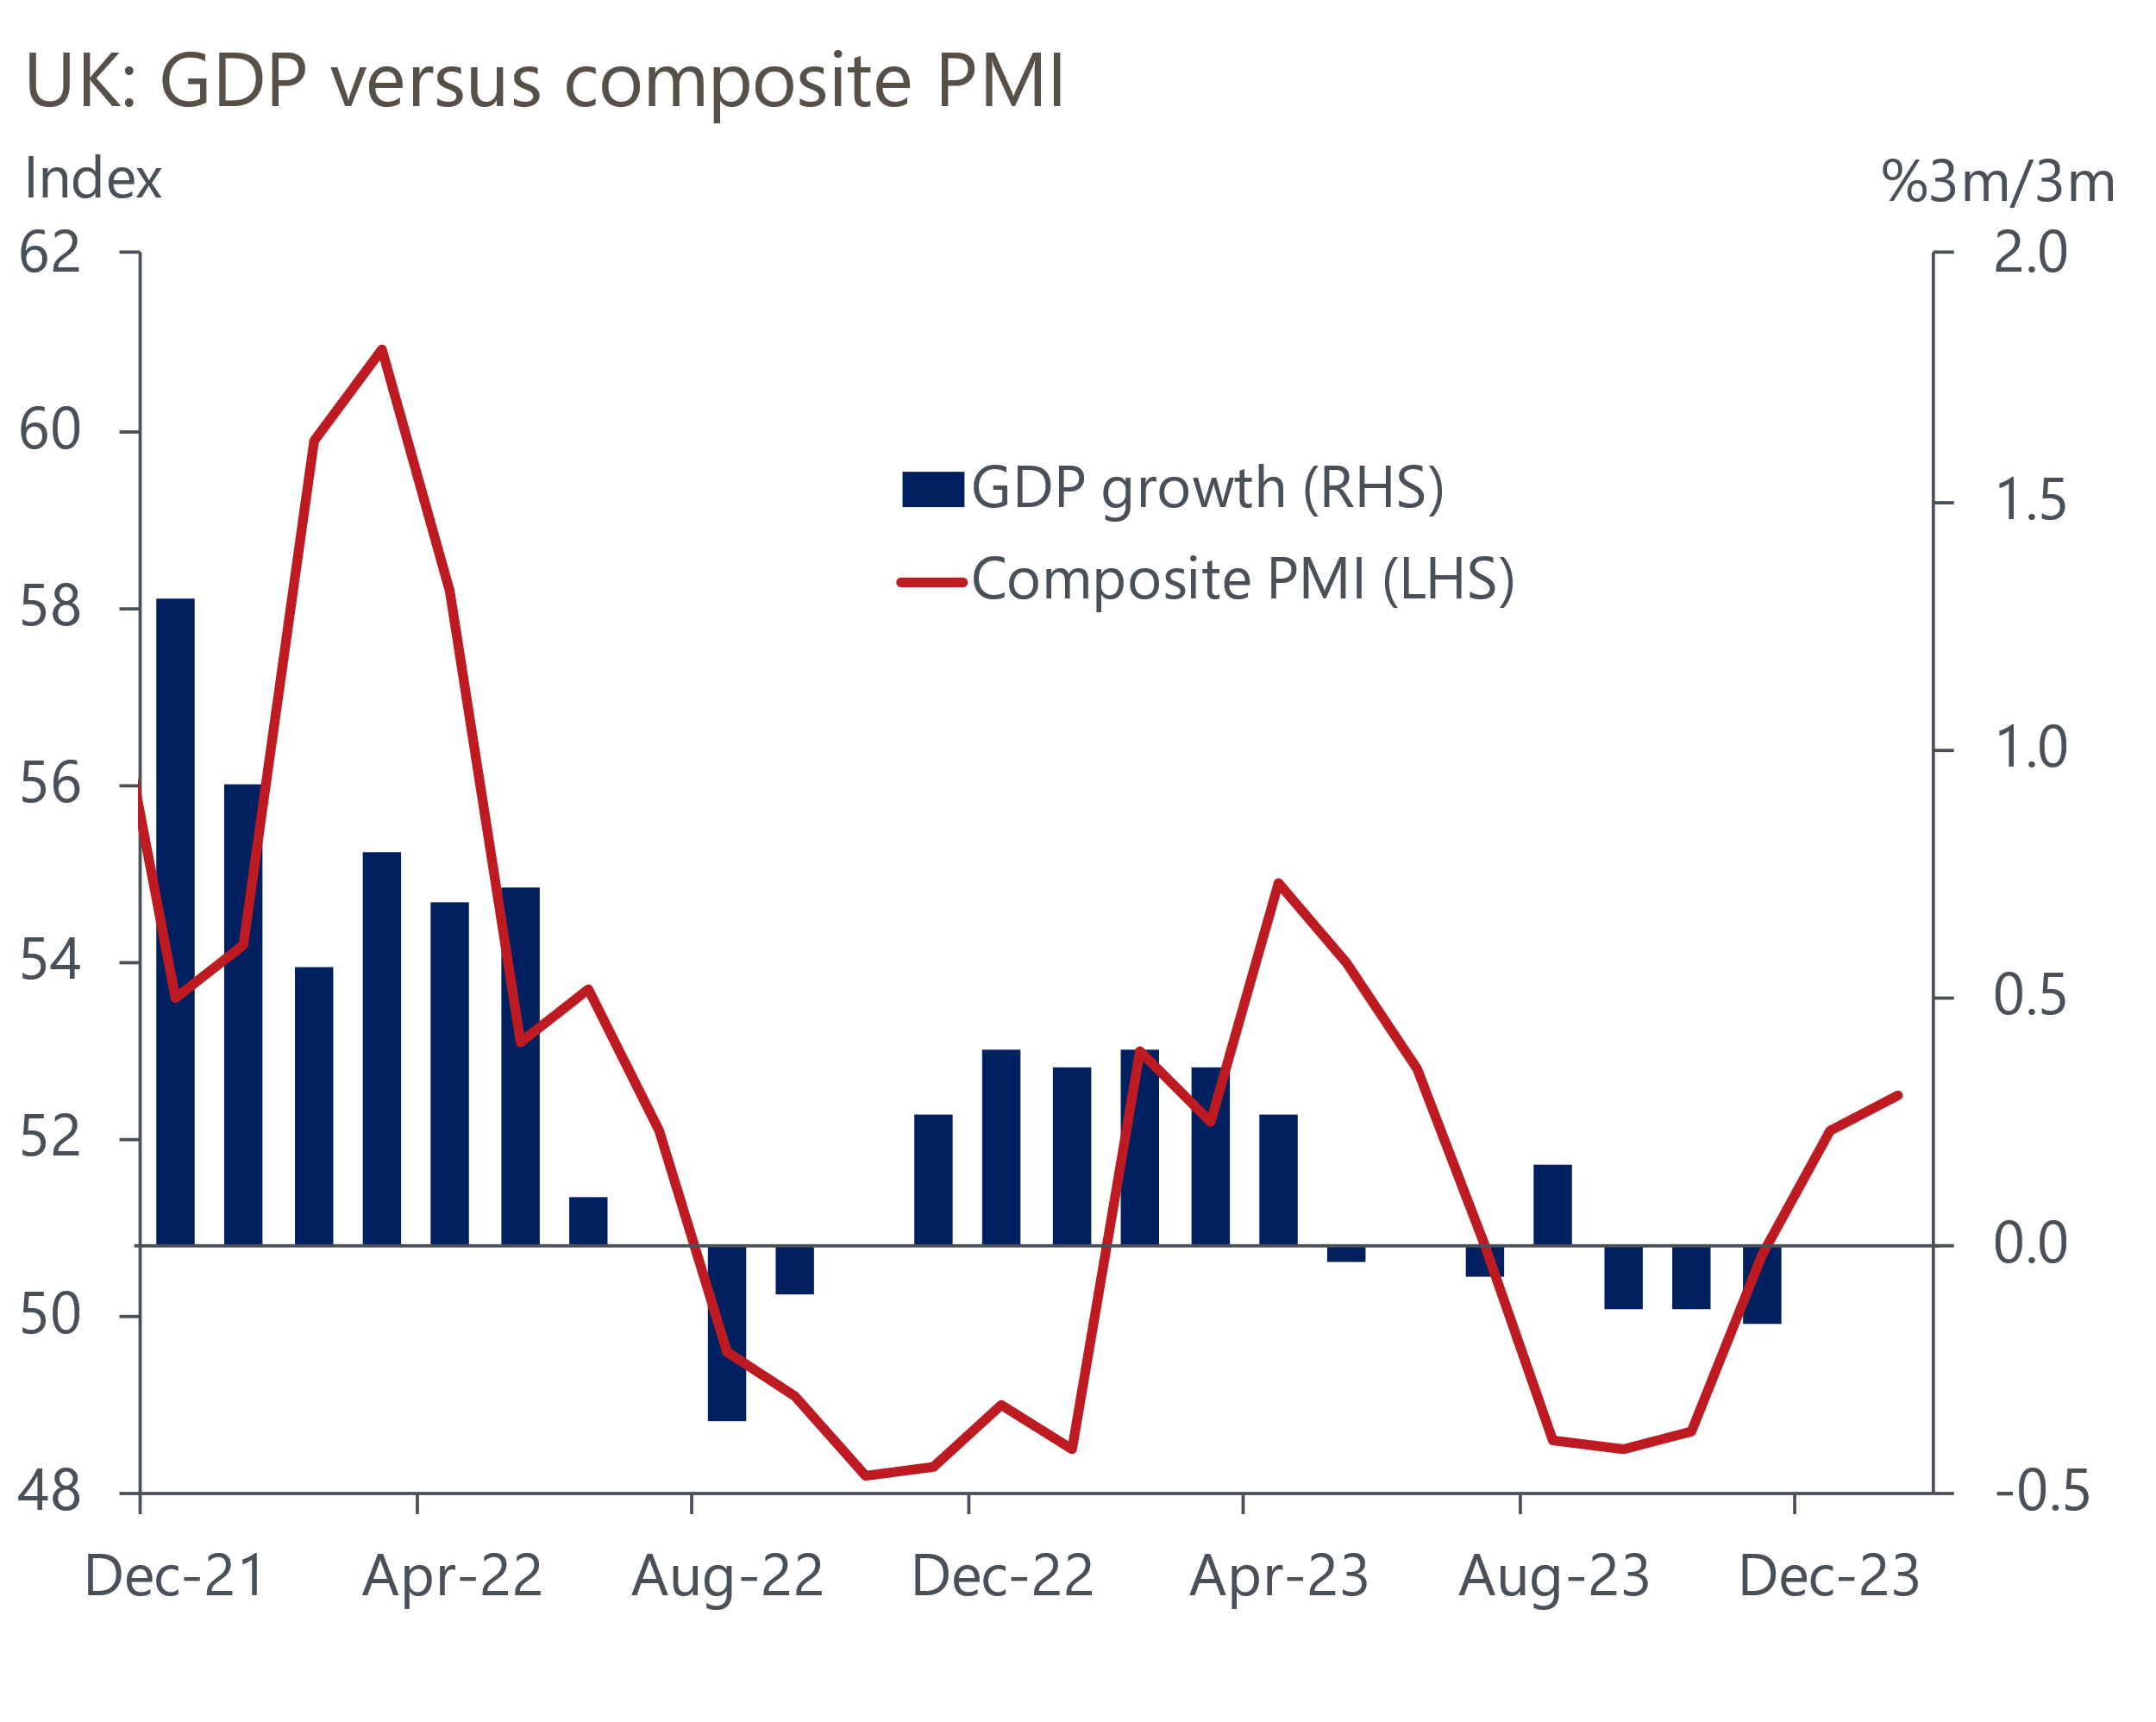 UK: GDP versus composite PMI
Index %3m/3m
62 2.0
60
1.5
GDP growth (RHS)
Composite PMI (LHS)
58
1.0
56
54
0.5
52
0.0
50
48 -0.5
Dec-21 Apr-22 Aug-22 Dec-22 Apr-23 Aug-23 Dec-23